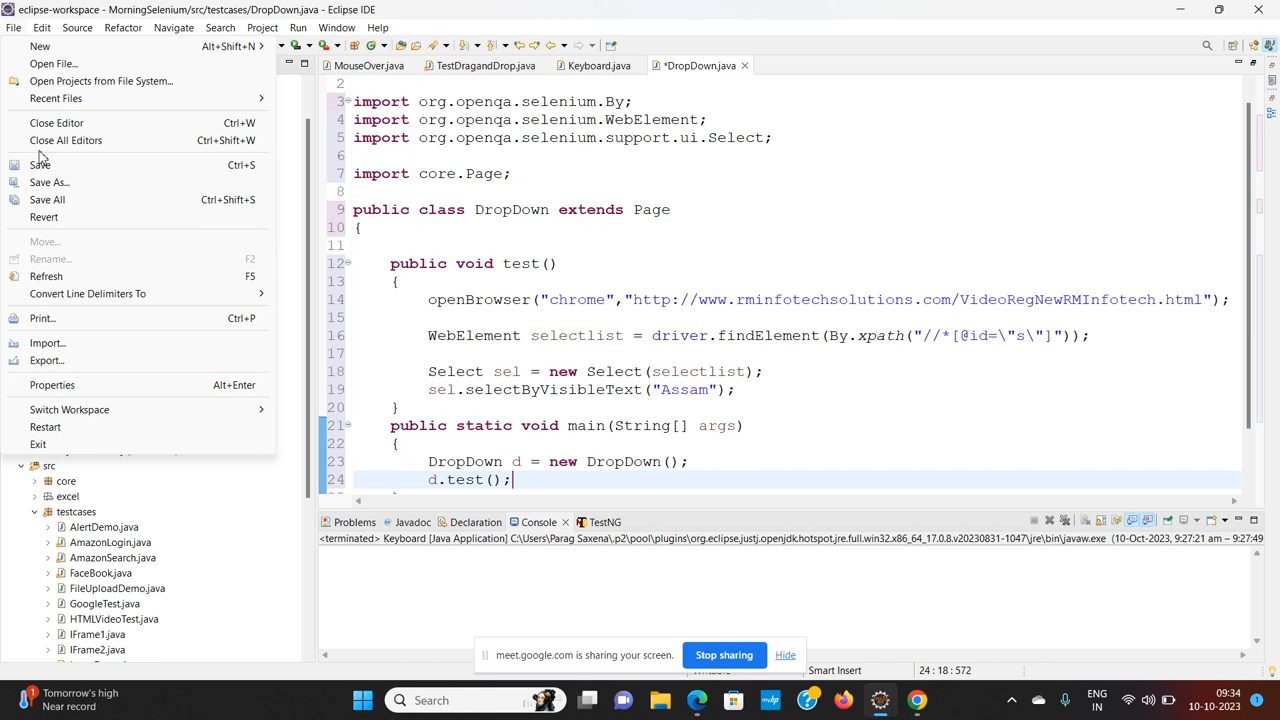 eclipse-workspace - MorningSelenium/src/testcases/DropDown.java - Eclipse IDE
File Edit Source Refactor Navigate Search Project Run Window Help
New Alt+Shift+N
Open File...
Open Projects from File System...
Recent Files
Close Editor Ctrl+W
Close All Editors Ctrl+Shift+W
Save Ctrl+S
Save As...
Save All Ctrl+Shift+S
Revert
Move...
Rename... F2
Refresh F5
Convert Line Delimiters To
Print... Ctrl+P
Import...
Export...
Properties Alt+Enter
Switch Workspace
Restart
Exit
src
core
excel
testcases
AlertDemo.java
AmazonLogin.java
AmazonSearch.java
FaceBook.java
FileUploadDemo.java
GoogleTest.java
HTMLVideoTest.java
IFrame1.java
IFrame2.java
MouseOver.java TestDragandDrop.java Keyboard.java *DropDown.java
2
3 import org.openqa.selenium.By;
4 import org.openqa.selenium.WebElement;
5 import org.openqa.selenium.support.ui.Select;
6
7 import core.Page;
8
9 public class DropDown extends Page
10 {
11
12 public void test()
13 {
14 openBrowser("chrome","http://www.rminfotechsolutions.com/VideoRegNewRMInfotech.html");
15
16 WebElement selectlist = driver.findElement(By.xpath("//*[@id=\"s\"]"));
17
18 Select sel = new Select(selectlist);
19 sel.selectByVisibleText("Assam");
20 }
21 public static void main(String[] args)
22 {
23 DropDown d = new DropDown();
24 d.test();
Problems Javadoc Declaration Console TestNG
<terminated> Keyboard [Java Application] C:\Users\Parag Saxena\.p2\pool\plugins\org.eclipse.justj.openjdk.hotspot.jre.full.win32.x86_64_17.0.8.v20230831-1047\jre\bin\javaw.exe (10-Oct-2023, 9:27:21 am – 9:27:49
meet.google.com is sharing your screen. Stop sharing Hide
Smart Insert 24 : 18 : 572
1 Tomorrow's high
Near record
Search
ENG
IN
09:34
10-10-2023